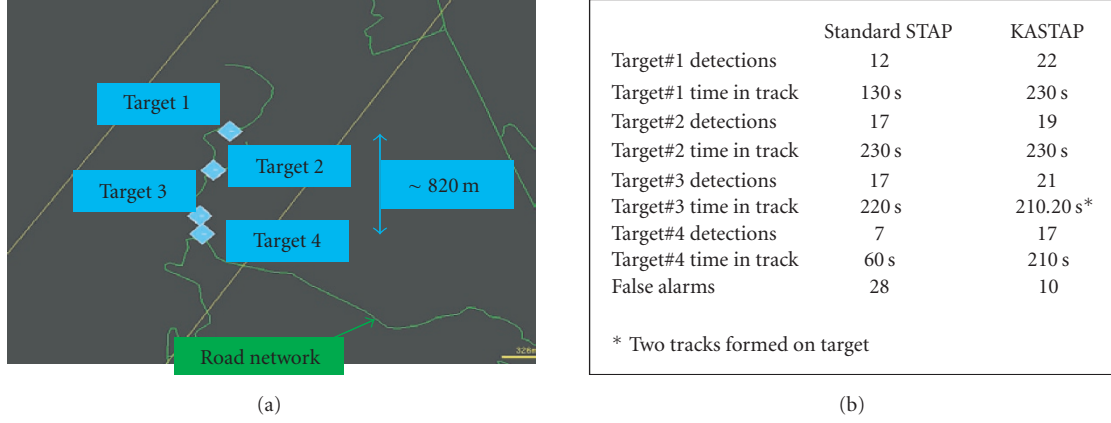 Target 1
Target 2
Target 3
~ 820 m
Target 4
Road network
328m
(a)
Standard STAP KASTAP
Target#1 detections 12 22
Target#1 time in track 130 s 230 s
Target#2 detections 17 19
Target#2 time in track 230 s 230 s
Target#3 detections 17 21
Target#3 time in track 220 s 210.20 s*
Target#4 detections 7 17
Target#4 time in track 60 s 210 s
False alarms 28 10
* Two tracks formed on target
(b)